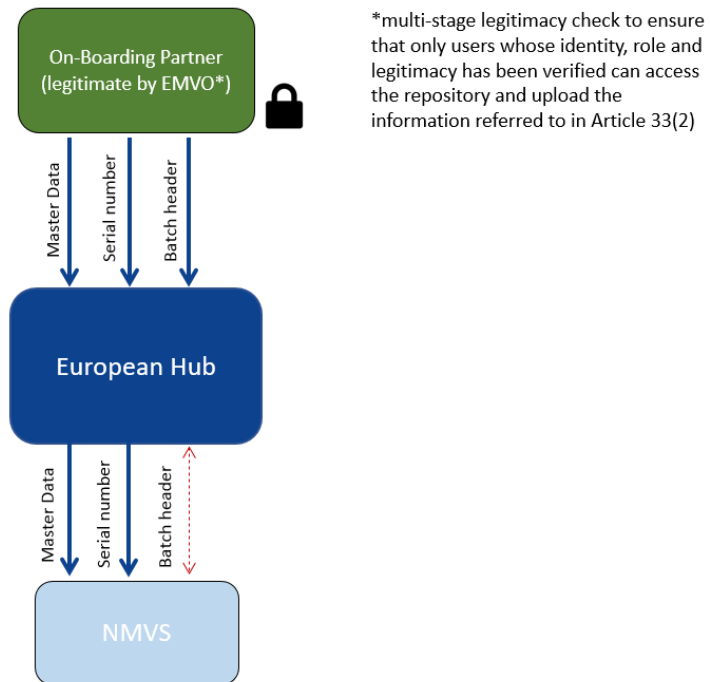 On-Boarding Partner
(legitimate by EMVO*)
*multi-stage legitimacy check to ensure
that only users whose identity, role and
legitimacy has been verified can access
the repository and upload the
information referred to in Article 33(2)
Master Data
Serial number
Batch header
European Hub
Master Data
Serial number
Batch header
NMVS